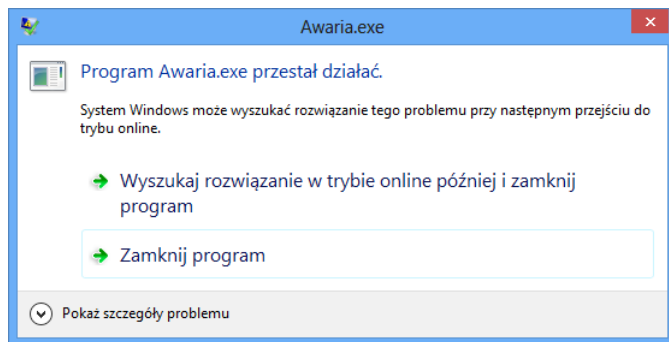 Awaria.exe
Program Awaria.exe przestał działać.
System Windows może wyszukać rozwiązanie tego problemu przy następnym przejściu do
trybu online.
Wyszukaj rozwiązanie w trybie online później i zamknij
program
Zamknij program
Pokaż szczegóły problemu